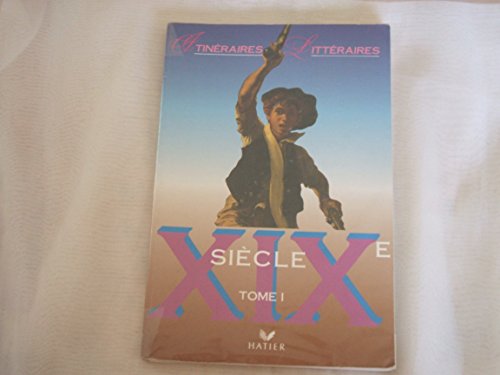 ITINÉRAIRES LITTÉRAIRES
XIXE
SIÈCLE
TOME I
HATIER